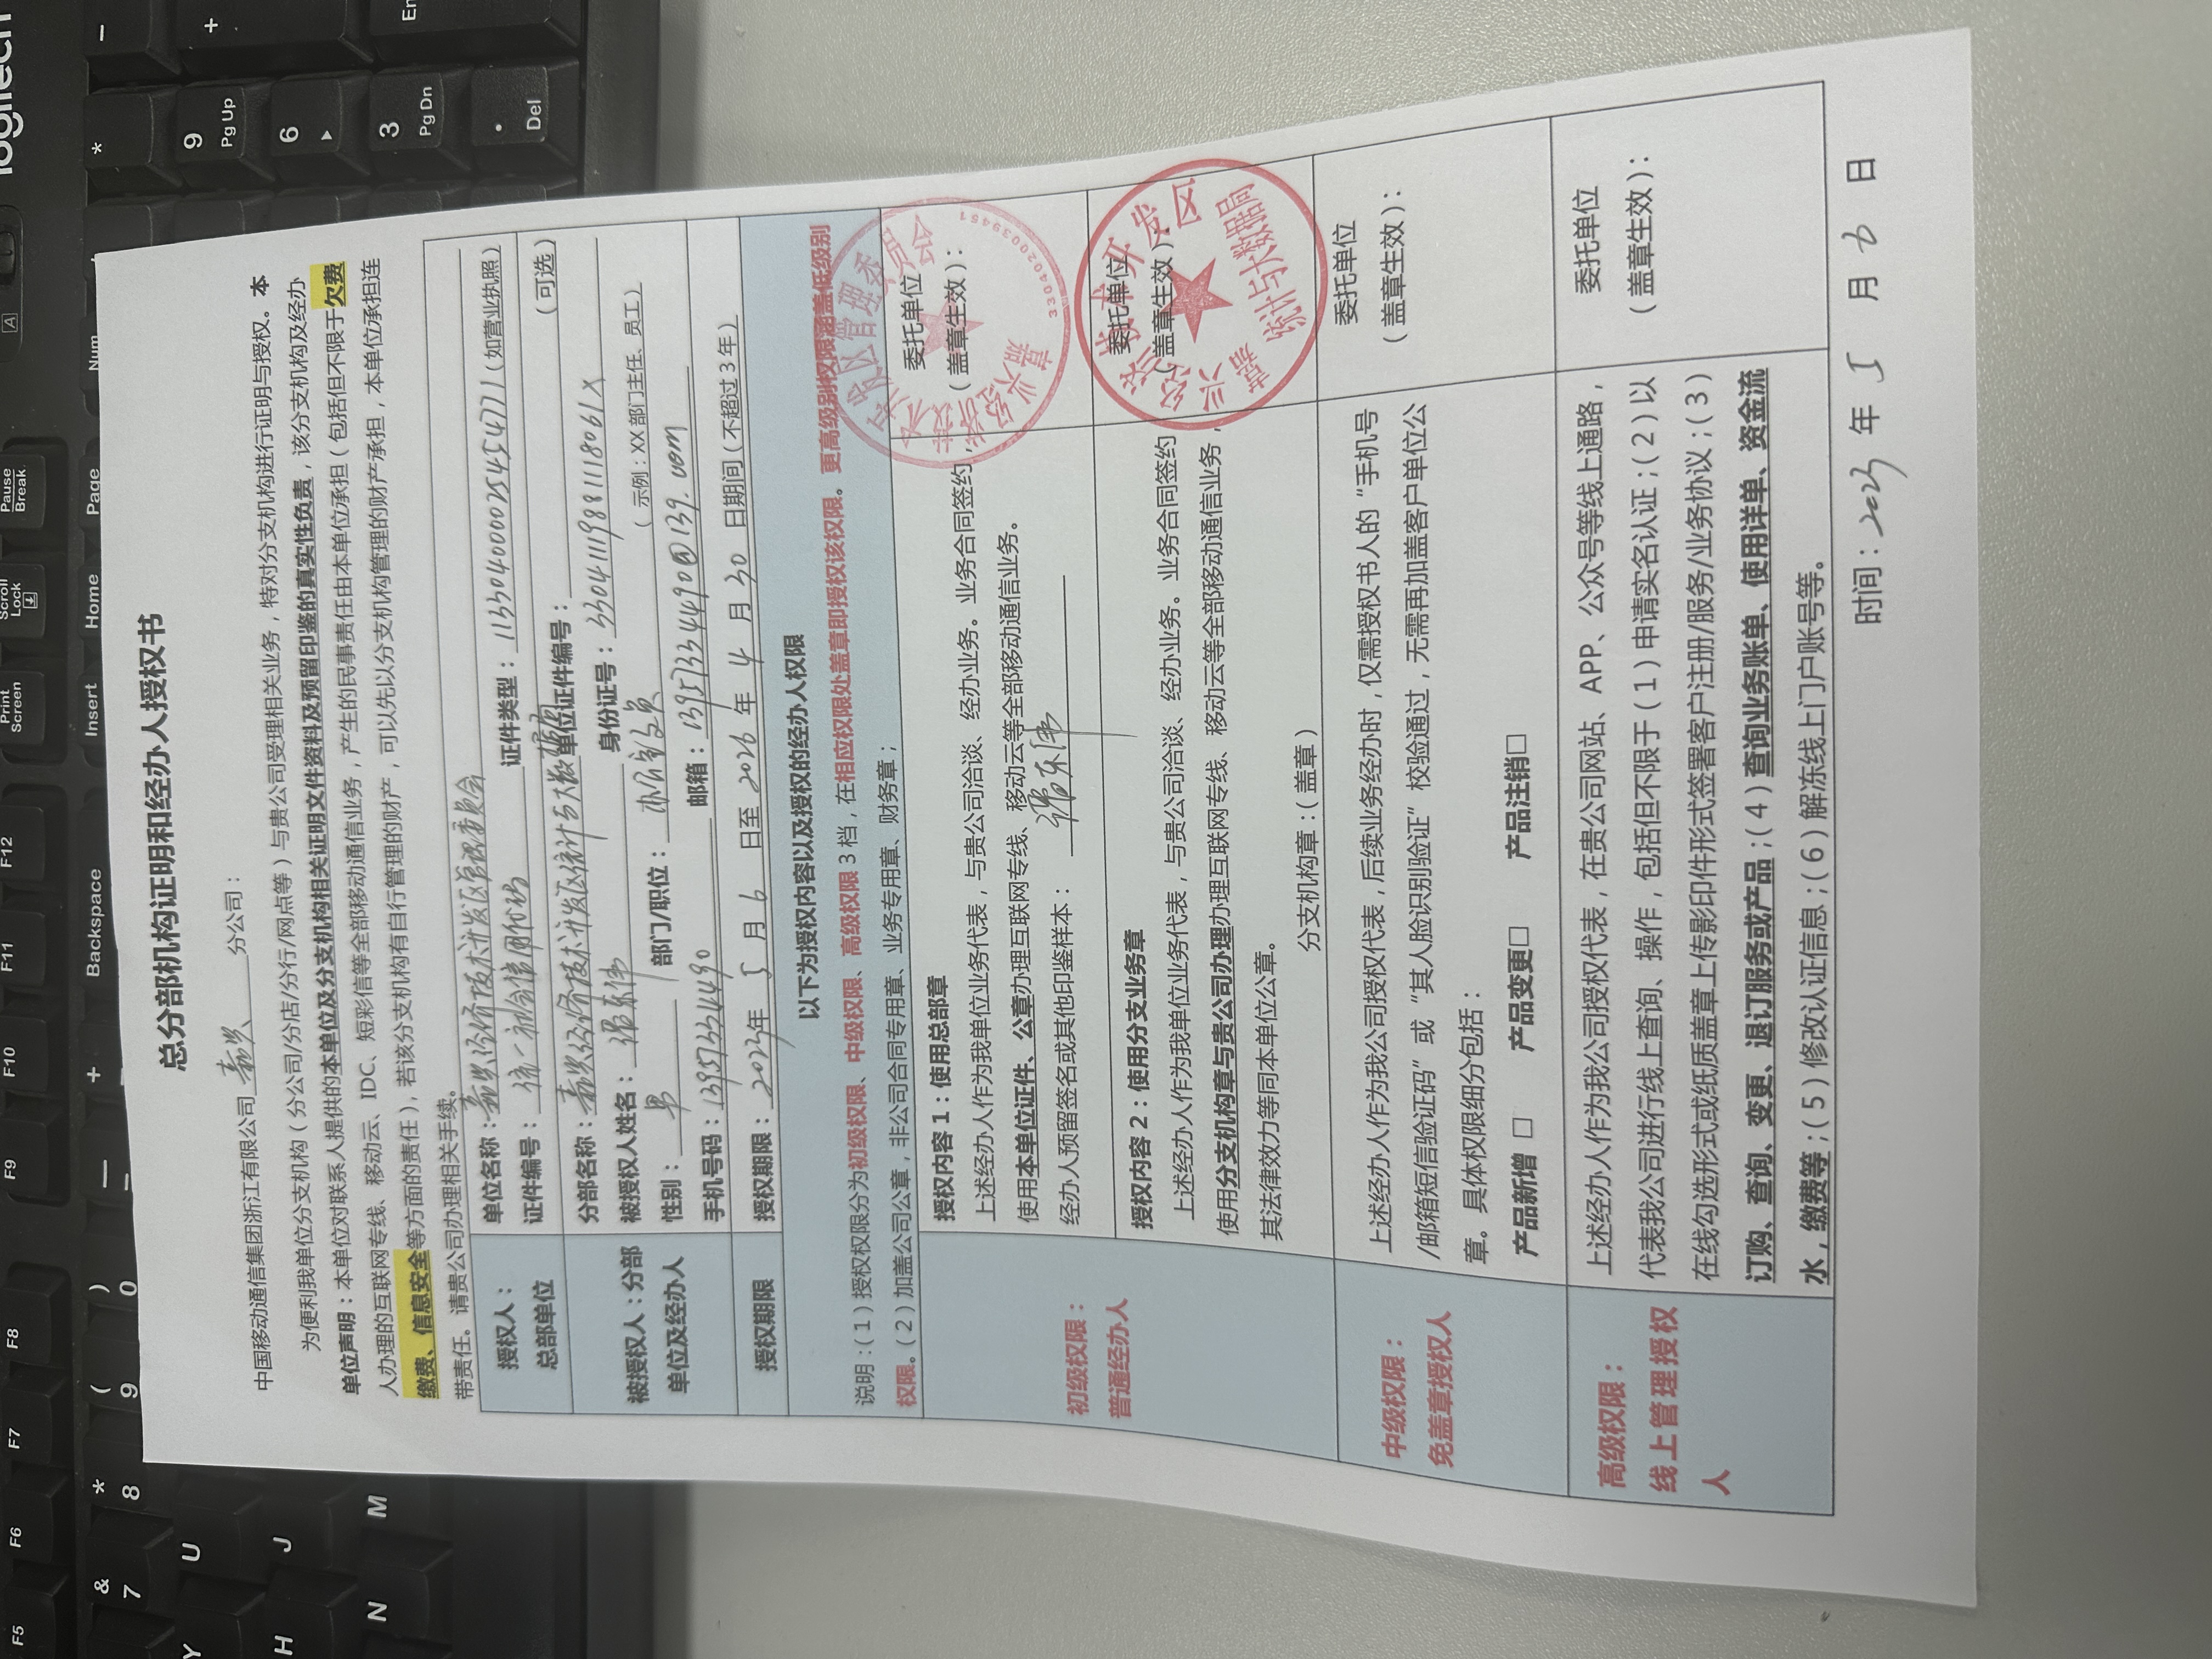 F5 F6 F7 F8 F9 F10 F11 F12 Print Screen Scroll Lock Pause Break logitech
& 7 * 8 ( 9 ) 0 — + Backspace Insert Home Page Num * −
Y U 9 Pg Up +
H J 6
N M 3 Pg Dn En
. Del
总分部机构证明和经办人授权书
中国移动通信集团浙江有限公司 嘉兴 分公司：
为便利我单位分支机构（分公司/分店/分行/网点等）与贵公司受理相关业务，特对分支机构进行证明与授权。本
单位声明：本单位对联系人提供的本单位及分支机构相关证明文件资料及预留印鉴的真实性负责，该分支机构及经办
人办理的互联网专线、移动云、IDC、短彩信等全部移动通信业务，产生的民事责任由本单位承担（包括但不限于欠费
缴费、信息安全等方面的责任），若该分支机构有自行管理的财产，可以先以分支机构管理的财产承担，本单位承担连
带责任。请贵公司办理相关手续。
授权人：
总部单位
单位名称：嘉兴经济技术开发区管理委员会
证件编号：统一社会信用代码 证件类型：113304000025454771（如营业执照）
被授权人：分部
单位及经办人
分部名称：嘉兴经济技术开发区统计与大数据局 单位证件编号： （可选）
被授权人姓名： 东伟 身份证号：33041119881118061X
性别：男 部门/职位：办公室文员 （示例：XX 部门主任、员工）
手机号码：13957334490 邮箱：13957334490@139.com
授权期限
授权期限：2023年 5 月 6 日至 2026 年 4 月 30 日期间（不超过 3 年）
以下为授权内容以及授权的经办人权限
说明：（1）授权权限分为初级权限、中级权限、高级权限 3 档，在相应权限处盖章即授权该权限。更高级别权限涵盖低级别
权限。（2）加盖公司公章，非公司合同专用章、业务专用章、财务章；
初级权限：
普通经办人
授权内容 1：使用总部章
上述经办人作为我单位业务代表，与贵公司洽谈、经办业务。业务合同签约，
使用本单位证件、公章办理互联网专线、移动云等全部移动通信业务。
经办人预留签名或其他印鉴样本： 东伟
委托单位
（盖章生效）：
嘉兴经济技术开发区管理委员会
3304020039451
授权内容 2：使用分支业务章
上述经办人作为我单位业务代表，与贵公司洽谈、经办业务。业务合同签约
使用分支机构章与贵公司办理办理互联网专线、移动云等全部移动通信业务，
其法律效力等同本单位公章。
分支机构章：（盖章）
委托单位
（盖章生效）：
嘉兴经济技术开发区
统计与大数据局
中级权限：
免盖章授权人
上述经办人作为我公司授权代表，后续业务经办时，仅需授权书人的“手机号
/邮箱短信验证码”或“其人脸识别验证”校验通过，无需再加盖客户单位公
章。具体权限细分包括：
产品新增 □ 产品变更□ 产品注销□
委托单位
（盖章生效）：
高级权限：
线上管理授权
人
上述经办人作为我公司授权代表，在贵公司网站、APP、公众号等线上通路，
代表我公司进行线上查询、操作，包括但不限于（1）申请实名认证；（2）以
在线勾选形式或纸质盖章上传影印件形式签署客户注册/服务/业务协议；（3）
订购、查询、变更、退订服务或产品；（4）查询业务账单、使用详单、资金流
水，缴费等；（5）修改认证信息；（6）解冻线上门户账号等。
委托单位
（盖章生效）：
时间：2023 年 5 月 6 日